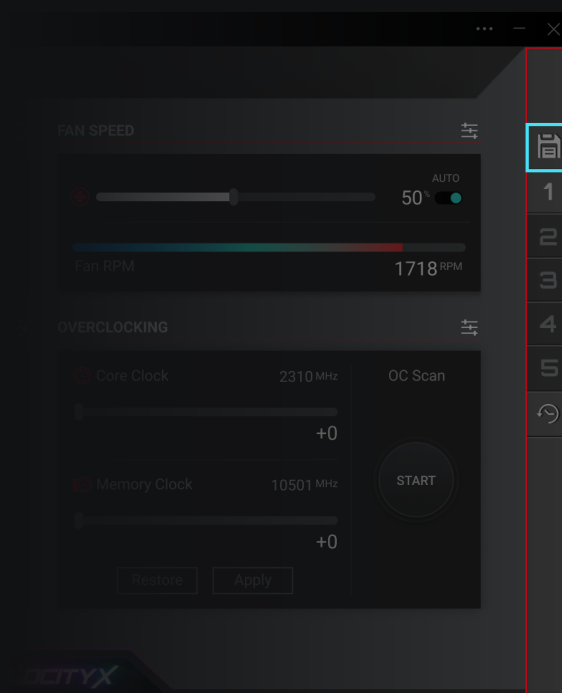 FAN SPEED
AUTO
50%
Fan RPM
1718 RPM
OVERCLOCKING
Core Clock 2310 MHz OC Scan
+0
START
Memory Clock 10501 MHz
+0
Restore Apply
1
2
3
4
5
OCITYX